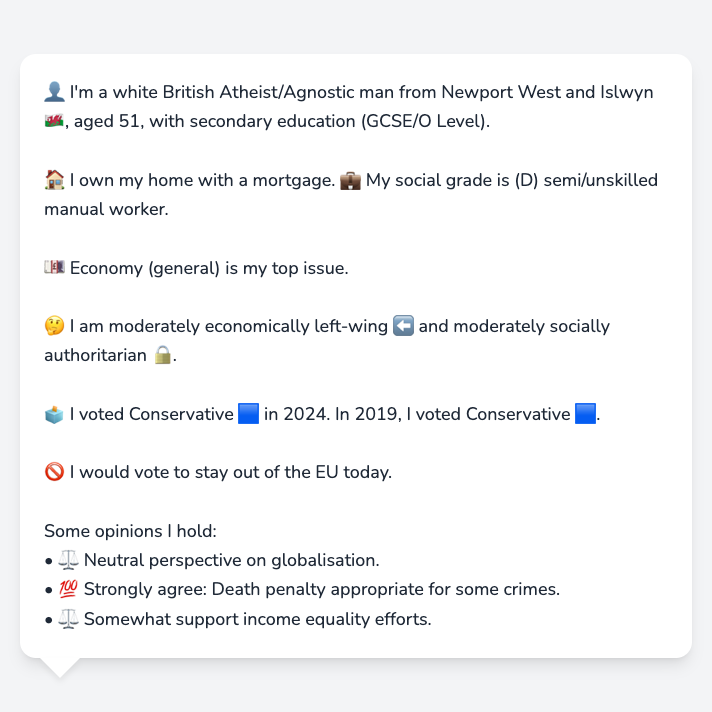 👤 I'm a white British Atheist/Agnostic man from Newport West and Islwyn
🏴󠁧󠁢󠁷󠁬󠁳󠁿, aged 51, with secondary education (GCSE/O Level).
🏠 I own my home with a mortgage. 💼 My social grade is (D) semi/unskilled
manual worker.
💷 Economy (general) is my top issue.
🤔 I am moderately economically left-wing ⬅️ and moderately socially
authoritarian 🔒.
🗳️ I voted Conservative 🟦 in 2024. In 2019, I voted Conservative 🟦.
🚫 I would vote to stay out of the EU today.
Some opinions I hold:
• ⚖️ Neutral perspective on globalisation.
• 💯 Strongly agree: Death penalty appropriate for some crimes.
• ⚖️ Somewhat support income equality efforts.